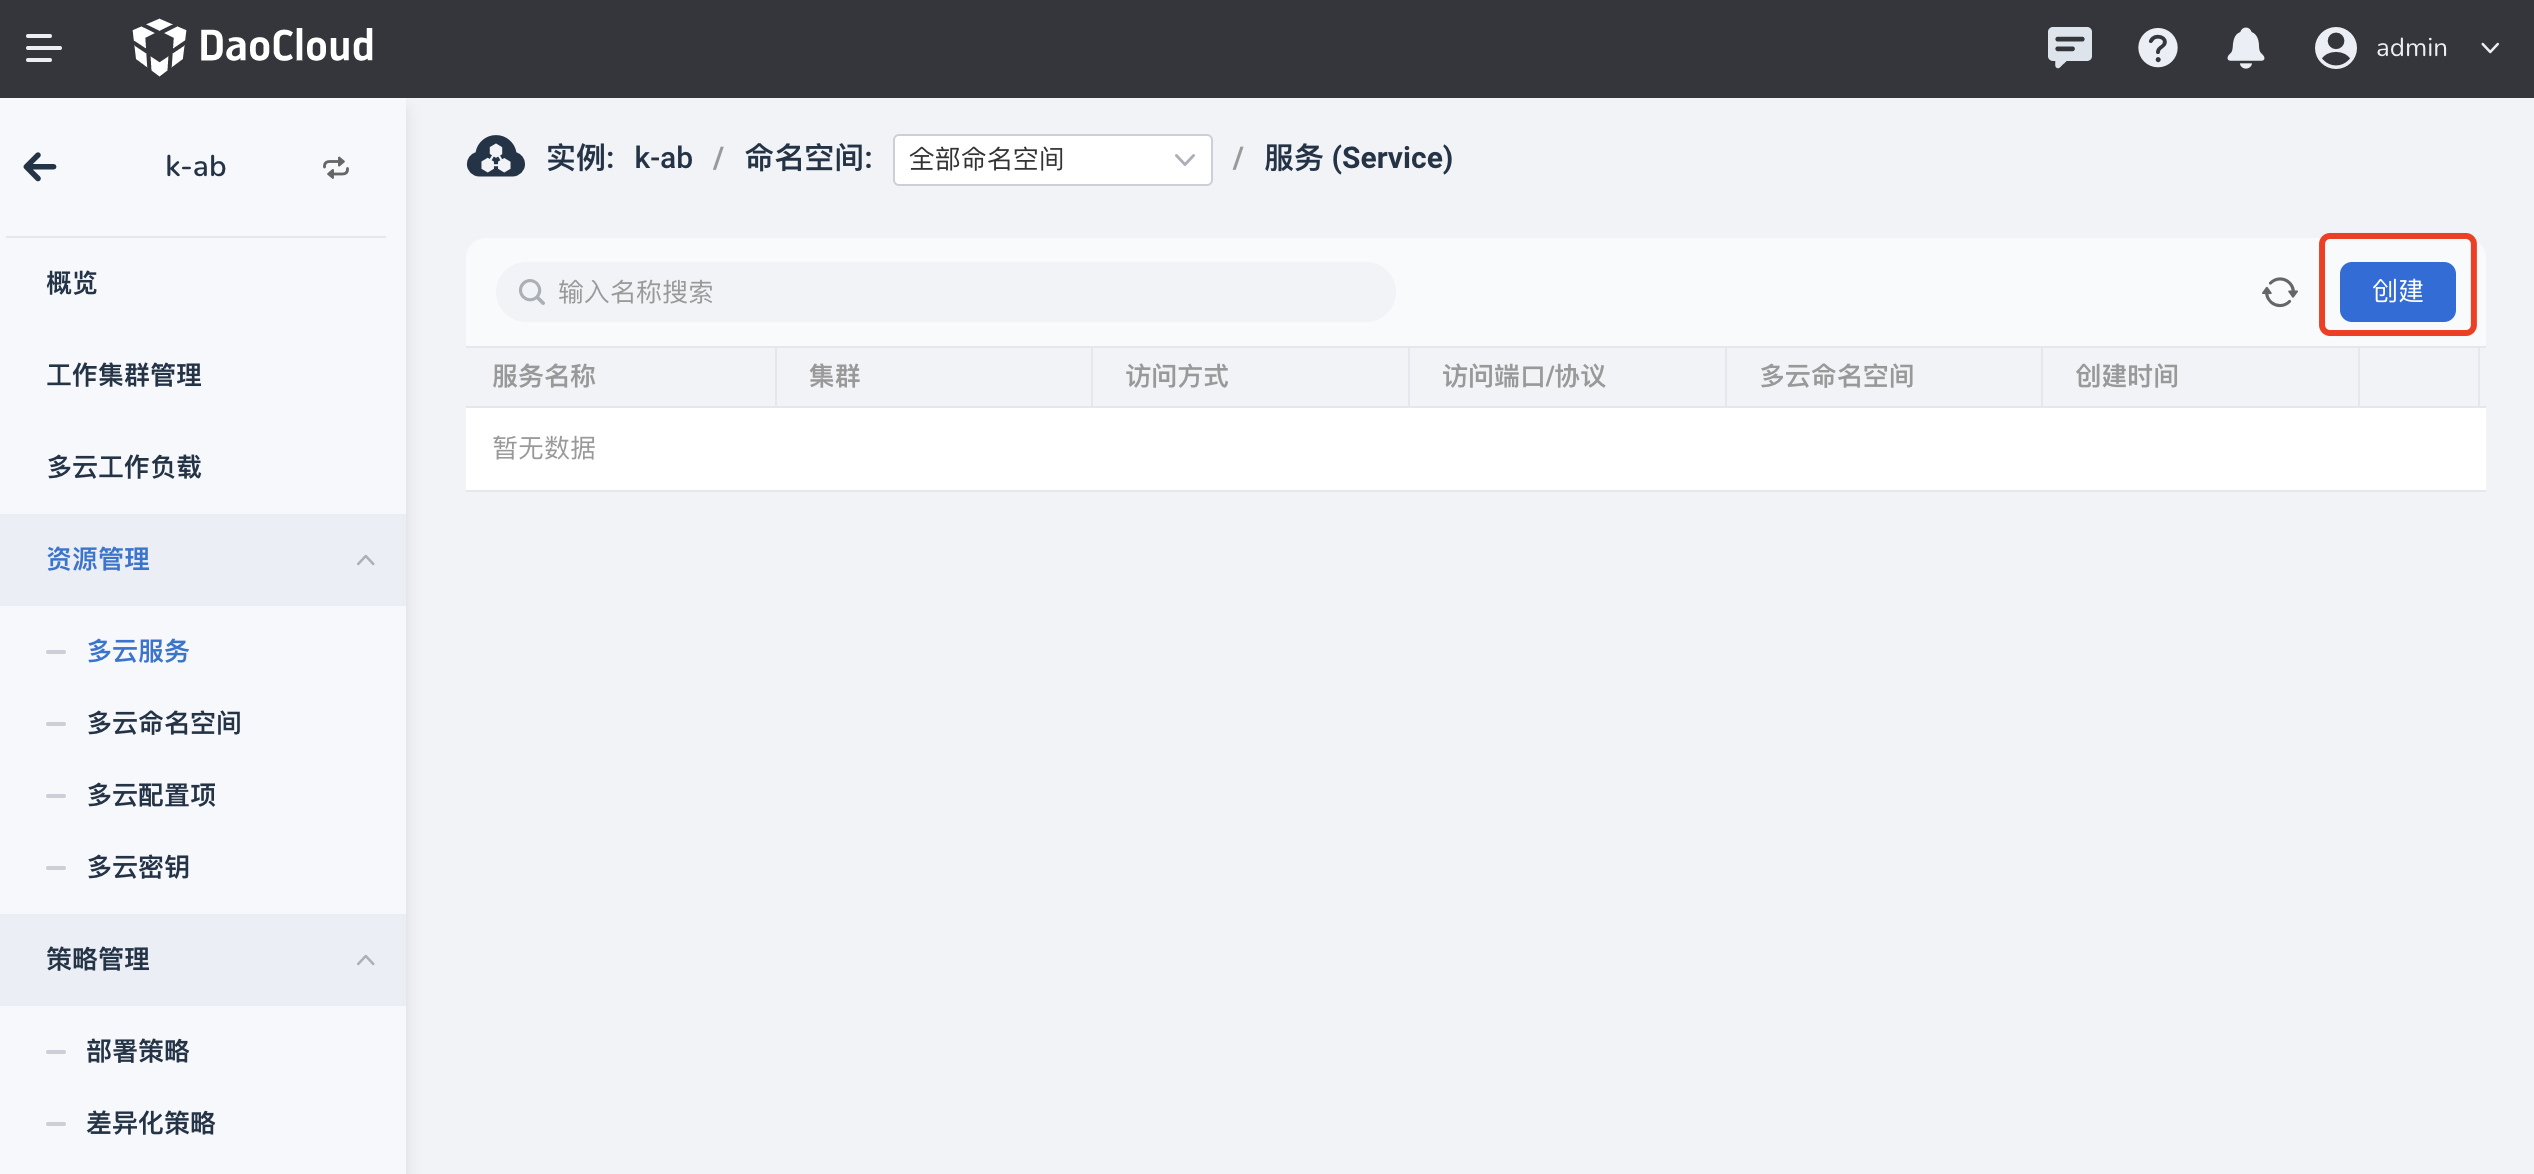 DaoCloud
admin
k-ab
概览
工作集群管理
多云工作负载
资源管理
多云服务
多云命名空间
多云配置项
多云密钥
策略管理
部署策略
差异化策略
实例: k-ab / 命名空间: 全部命名空间 / 服务 (Service)
输入名称搜索
创建
服务名称 集群 访问方式 访问端口/协议 多云命名空间 创建时间
暂无数据